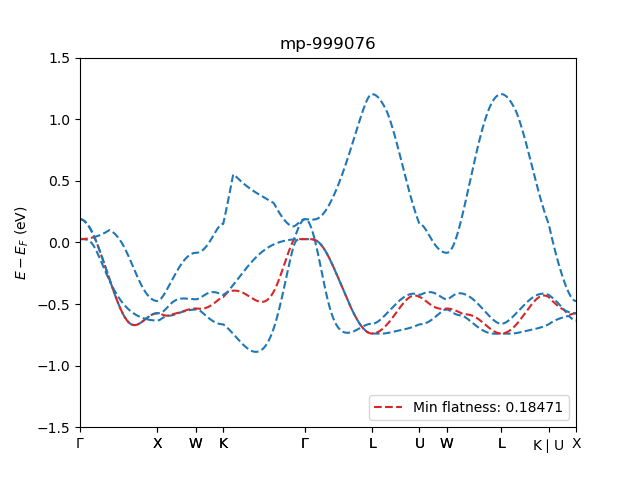 mp-999076
1.5
1.0
0.5
0.0
−0.5
−1.0
−1.5
E − E_F (eV)
Min flatness: 0.18471
Γ X W K Γ L U W L K | U X